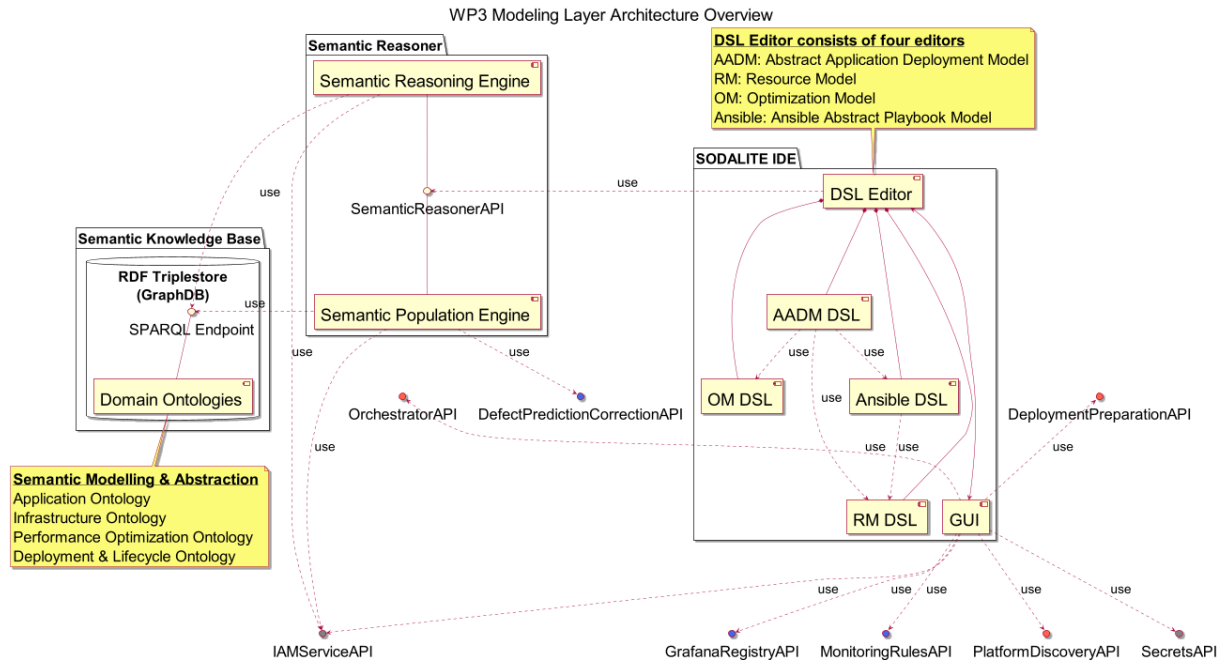 WP3 Modeling Layer Architecture Overview
Semantic Reasoner
Semantic Reasoning Engine
DSL Editor consists of four editors
AADM: Abstract Application Deployment Model
RM: Resource Model
OM: Optimization Model
Ansible: Ansible Abstract Playbook Model
SODALITE IDE
DSL Editor
use
use
SemanticReasonerAPI
Semantic Knowledge Base
RDF Triplestore
(GraphDB)
use
SPARQL Endpoint
Semantic Population Engine
AADM DSL
use
use
use
use
Domain Ontologies
OM DSL
Ansible DSL
OrchestratorAPI
DefectPredictionCorrectionAPI
DeploymentPreparationAPI
use
use
use
use
Semantic Modelling & Abstraction
Application Ontology
Infrastructure Ontology
Performance Optimization Ontology
Deployment & Lifecycle Ontology
RM DSL
GUI
use
use
use
use
IAMServiceAPI
GrafanaRegistryAPI
MonitoringRulesAPI
PlatformDiscoveryAPI
SecretsAPI